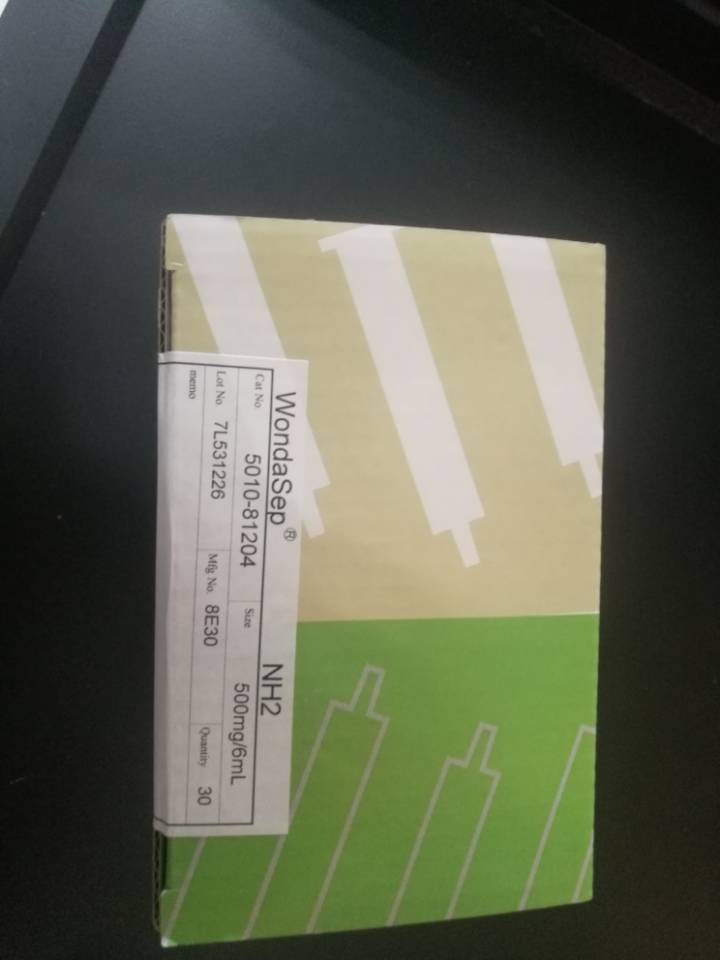 WondaSep® NH2
Cat No. 5010-81204 Size 500mg/6mL
Lot No. 7L531226 Mfg No. 8E30 Quantity 30
memo